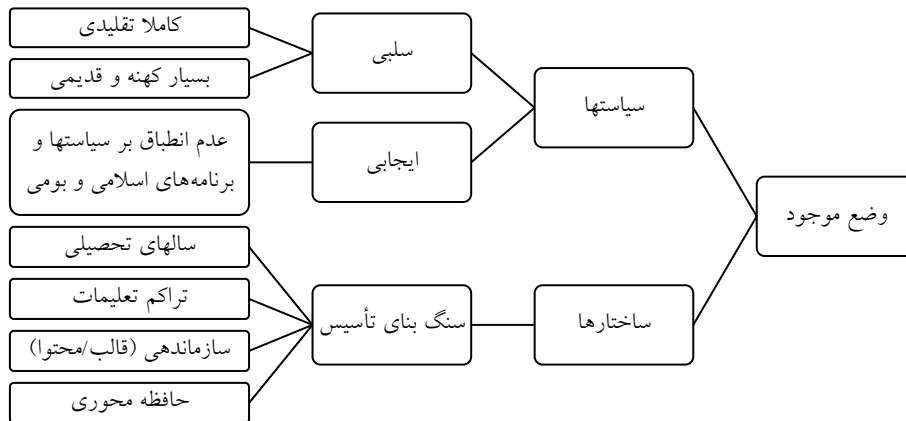 وضع موجود
سیاستها
سلبی
کاملا تقلیدی
بسیار کهنه و قدیمی
ایجابی
عدم انطباق بر سیاستها و
برنامه‌های اسلامی و بومی
ساختارها
سنگ بنای تأسیس
سالهای تحصیلی
تراکم تعلیمات
سازماندهی (قالب/محتوا)
حافظه محوری